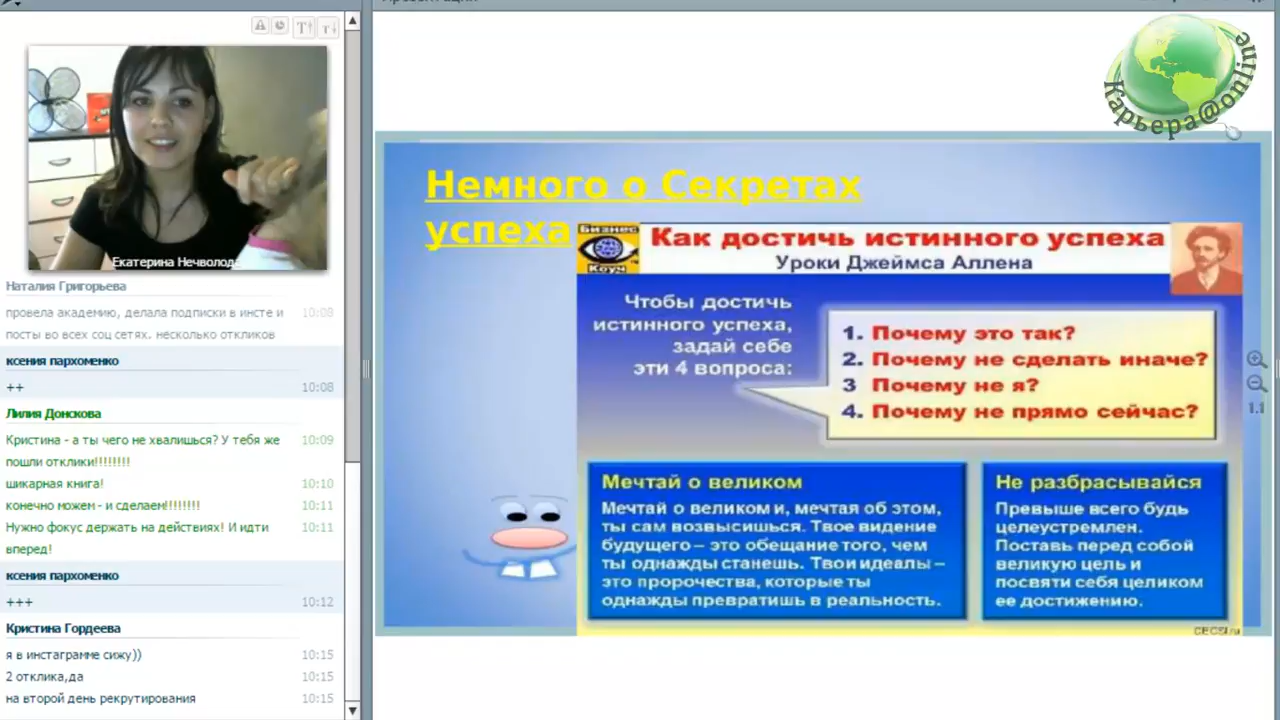 Екатерина Нечволод
Наталия Григорьева
провела академию, делала подписки в инсте и 10:08
посты во всех соц сетях. несколько откликов
ксения пархоменко
++ 10:08
Лилия Донскова
Кристина - а ты чего не хвалишься? У тебя же 10:09
пошли отклики!!!!!!!!
шикарная книга! 10:10
конечно можем - и сделаем!!!!!!!! 10:11
Нужно фокус держать на действиях! И идти 10:11
вперед!
ксения пархоменко
+++ 10:12
Кристина Гордеева
я в инстаграмме сижу)) 10:15
2 отклика,да 10:15
на второй день рекрутирования 10:15
Карьера@online
Немного о Секретах
успеха
Бизнес
Коуч
Как достичь истинного успеха
Уроки Джеймса Аллена
Чтобы достичь
истинного успеха,
задай себе
эти 4 вопроса:
1. Почему это так?
2. Почему не сделать иначе?
3 Почему не я?
4. Почему не прямо сейчас?
Мечтай о великом
Мечтай о великом и, мечтая об этом,
ты сам возвысишься. Твое видение
будущего – это обещание того, чем
ты однажды станешь. Твои идеалы –
это пророчества, которые ты
однажды превратишь в реальность.
Не разбрасывайся
Превыше всего будь
целеустремлен.
Поставь перед собой
великую цель и
посвяти себя целиком
ее достижению.
CECSI.ru
1:1